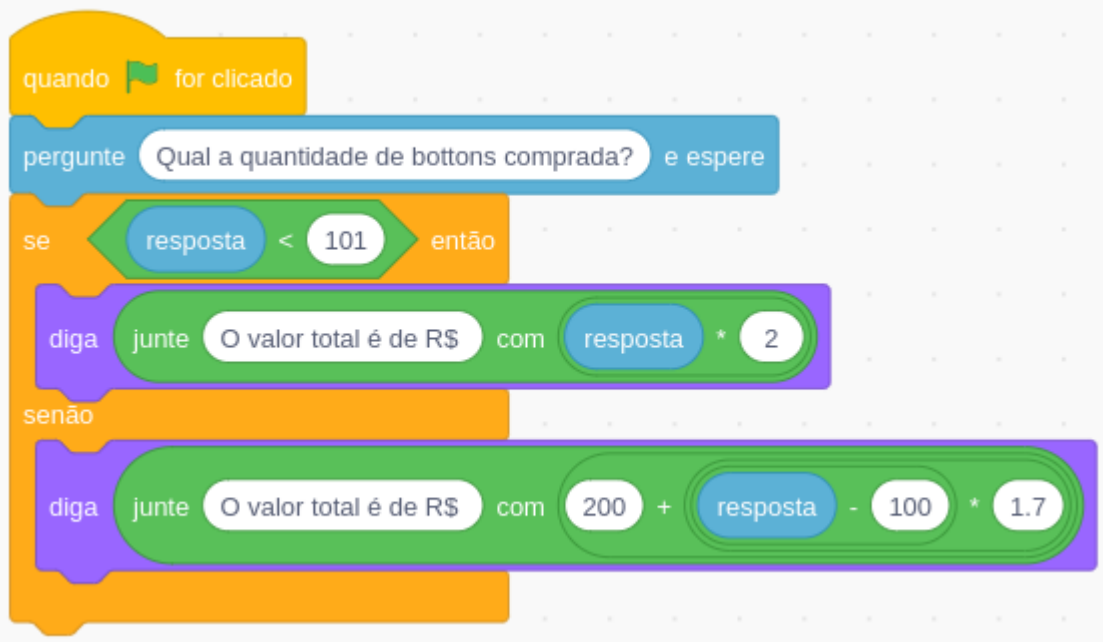 quando for clicado
pergunte Qual a quantidade de bottons comprada? e espere
se resposta < 101 então
diga junte O valor total é de R$ com resposta * 2
senão
diga junte O valor total é de R$ com 200 + resposta - 100 * 1.7